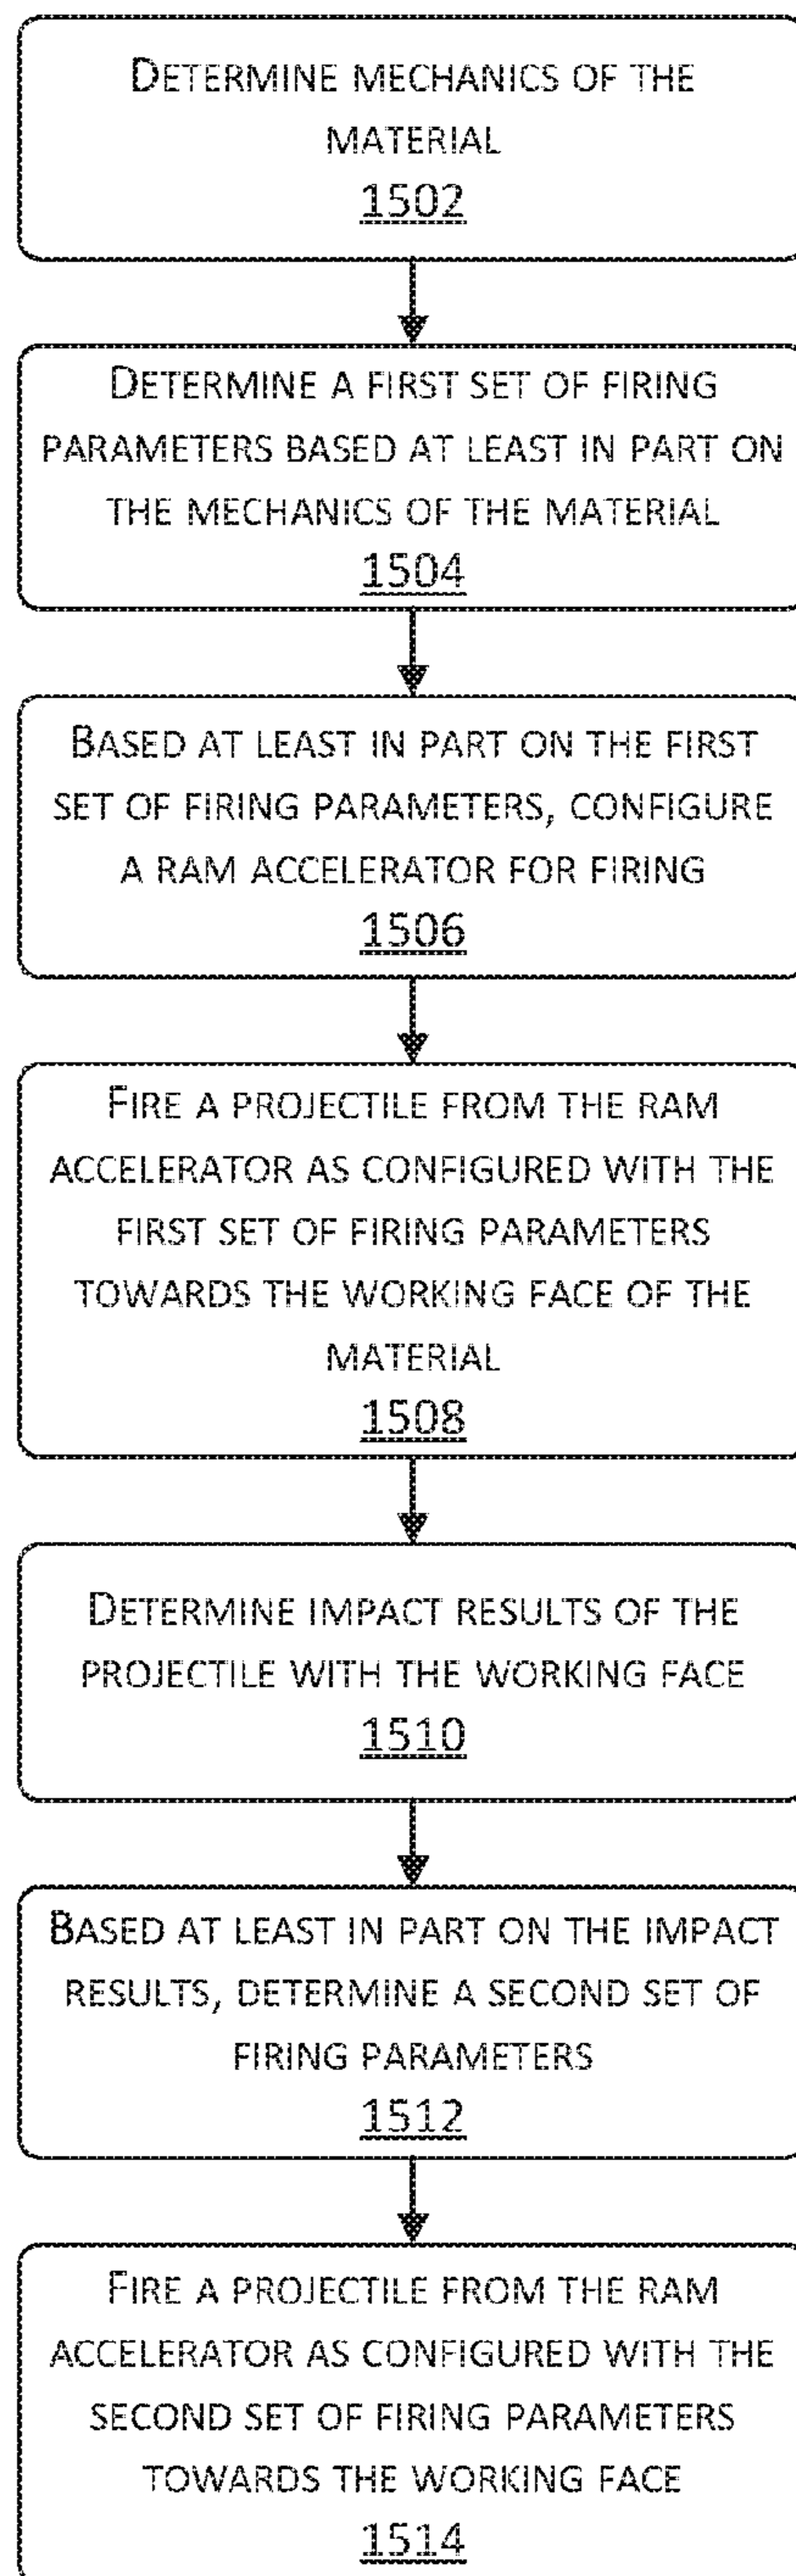 DETERMINE MECHANICS OF THE
MATERIAL
1502
DETERMINE A FIRST SET OF FIRING
PARAMETERS BASED AT LEAST IN PART ON
THE MECHANICS OF THE MATERIAL
1504
BASED AT LEAST IN PART ON THE FIRST
SET OF FIRING PARAMETERS, CONFIGURE
A RAM ACCELERATOR FOR FIRING
1506
FIRE A PROJECTILE FROM THE RAM
ACCELERATOR AS CONFIGURED WITH THE
FIRST SET OF FIRING PARAMETERS
TOWARDS THE WORKING FACE OF THE
MATERIAL
1508
DETERMINE IMPACT RESULTS OF THE
PROJECTILE WITH THE WORKING FACE
1510
BASED AT LEAST IN PART ON THE IMPACT
RESULTS, DETERMINE A SECOND SET OF
FIRING PARAMETERS
1512
FIRE A PROJECTILE FROM THE RAM
ACCELERATOR AS CONFIGURED WITH THE
SECOND SET OF FIRING PARAMETERS
TOWARDS THE WORKING FACE
1514